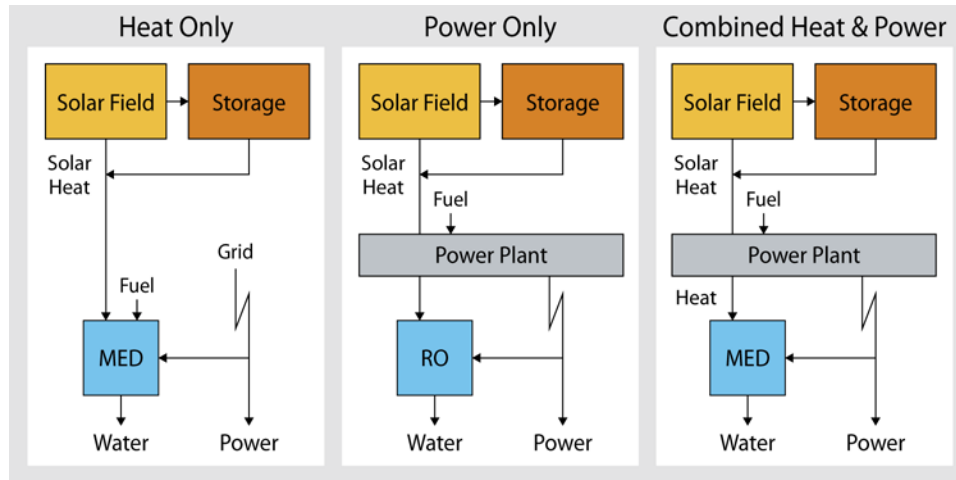 Heat Only
Solar Field
Storage
Solar
Heat
Grid
Fuel
MED
Water
Power
Power Only
Solar Field
Storage
Solar
Heat
Fuel
Power Plant
RO
Water
Power
Combined Heat & Power
Solar Field
Storage
Solar
Heat
Fuel
Power Plant
Heat
MED
Water
Power